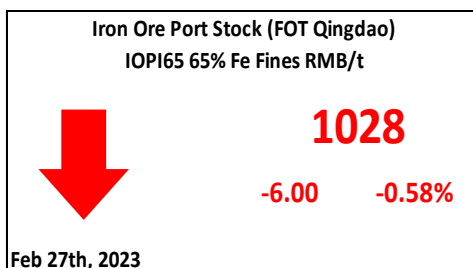 Iron Ore Port Stock (FOT Qingdao)
IOPI65 65% Fe Fines RMB/t
1028
-6.00 -0.58%
Feb 27th, 2023